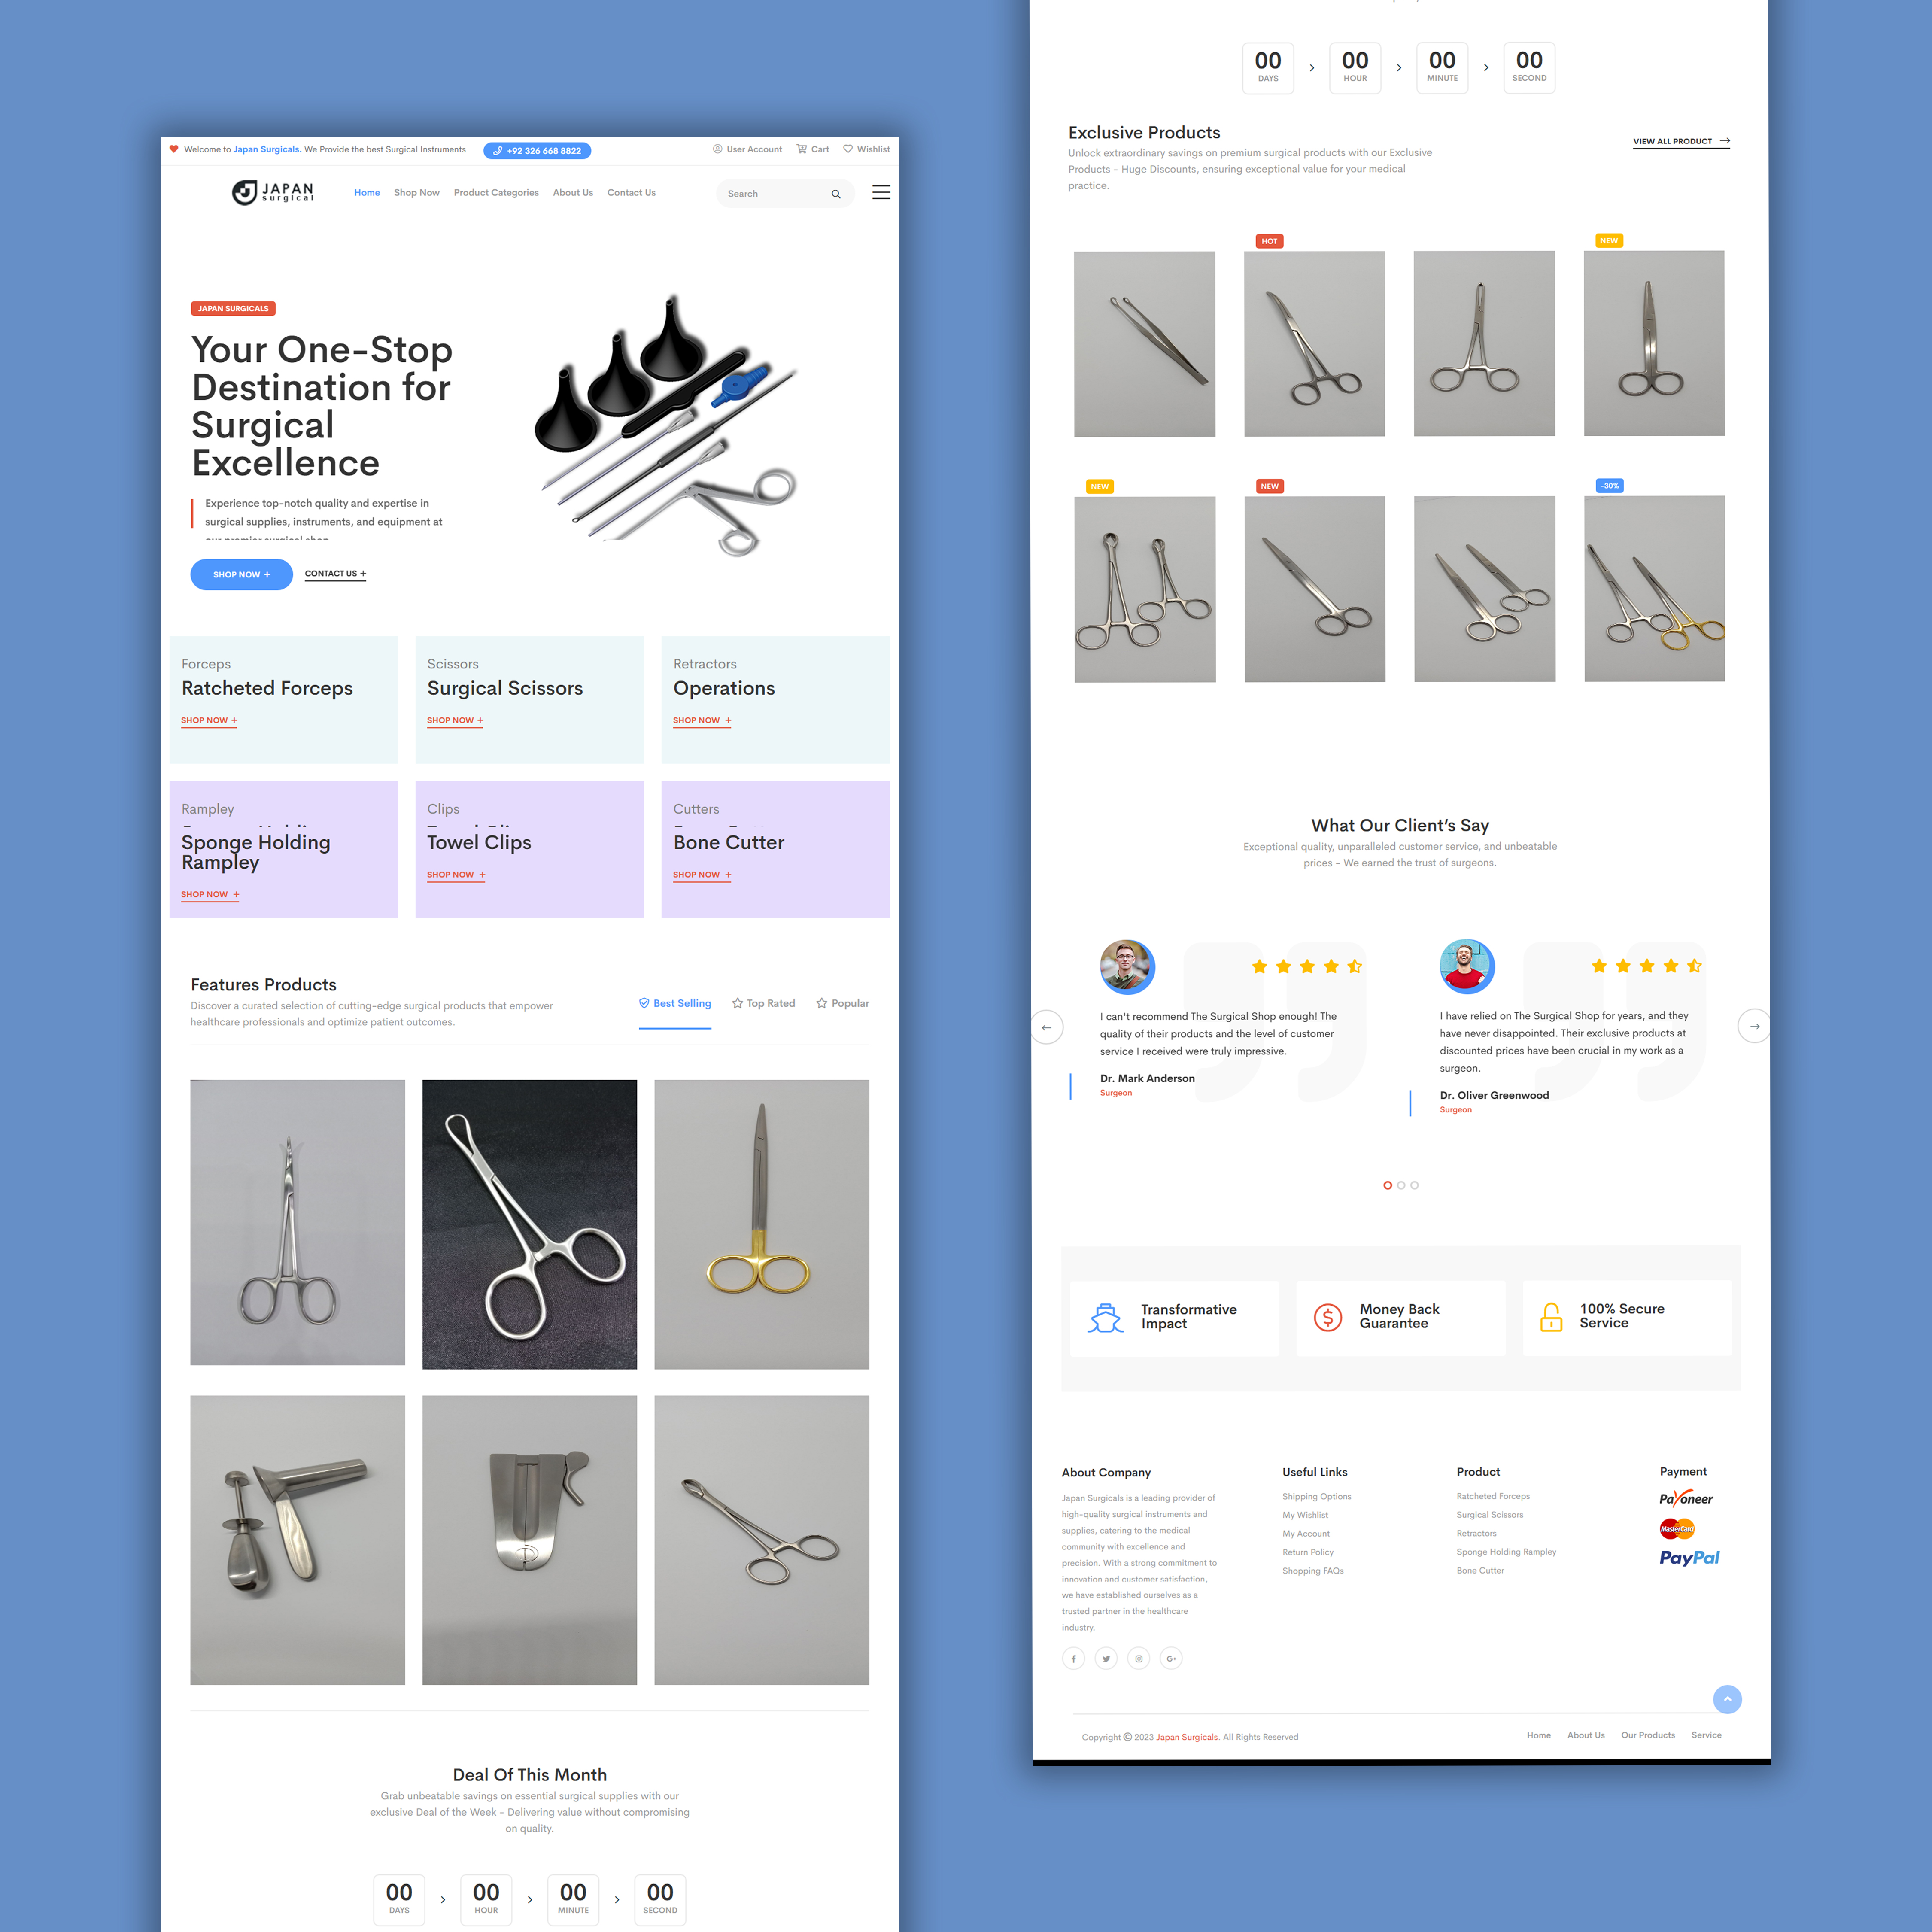 Welcome to Japan Surgicals. We Provide the best Surgical Instruments
+92 326 668 8822
User Account
Cart
Wishlist
JAPAN
surgical
Home
Shop Now
Product Categories
About Us
Contact Us
Search
JAPAN SURGICALS
Your One-Stop
Destination for
Surgical
Excellence
Experience top-notch quality and expertise in
surgical supplies, instruments, and equipment at
SHOP NOW +
CONTACT US +
Forceps
Ratcheted Forceps
SHOP NOW +
Scissors
Surgical Scissors
SHOP NOW +
Retractors
Operations
SHOP NOW +
Rampley
Sponge Holding
Rampley
SHOP NOW +
Clips
Towel Clips
SHOP NOW +
Cutters
Bone Cutter
SHOP NOW +
Features Products
Discover a curated selection of cutting-edge surgical products that empower
healthcare professionals and optimize patient outcomes.
Best Selling
Top Rated
Popular
Deal Of This Month
Grab unbeatable savings on essential surgical supplies with our
exclusive Deal of the Week - Delivering value without compromising
on quality.
00 > 00 > 00 > 00
DAYS HOUR MINUTE SECOND
00 > 00 > 00 > 00
DAYS HOUR MINUTE SECOND
Exclusive Products
Unlock extraordinary savings on premium surgical products with our Exclusive
Products - Huge Discounts, ensuring exceptional value for your medical
practice.
VIEW ALL PRODUCT
HOT
NEW
NEW
NEW
-30%
What Our Client's Say
Exceptional quality, unparalleled customer service, and unbeatable
prices - We earned the trust of surgeons.
I can't recommend The Surgical Shop enough! The
quality of their products and the level of customer
service I received were truly impressive.
Dr. Mark Anderson
Surgeon
I have relied on The Surgical Shop for years, and they
have never disappointed. Their exclusive products at
discounted prices have been crucial in my work as a
surgeon.
Dr. Oliver Greenwood
Surgeon
Transformative
Impact
Money Back
Guarantee
100% Secure
Service
About Company
Japan Surgicals is a leading provider of
high-quality surgical instruments and
supplies, catering to the medical
community with excellence and
precision. With a strong commitment to
innovation and customer satisfaction,
we have established ourselves as a
trusted partner in the healthcare
industry.
Useful Links
Shipping Options
My Wishlist
My Account
Return Policy
Shopping FAQs
Product
Ratcheted Forceps
Surgical Scissors
Retractors
Sponge Holding Rampley
Bone Cutter
Payment
Payoneer
MasterCard
PayPal
Copyright © 2023 Japan Surgicals. All Rights Reserved
Home
About Us
Our Products
Service